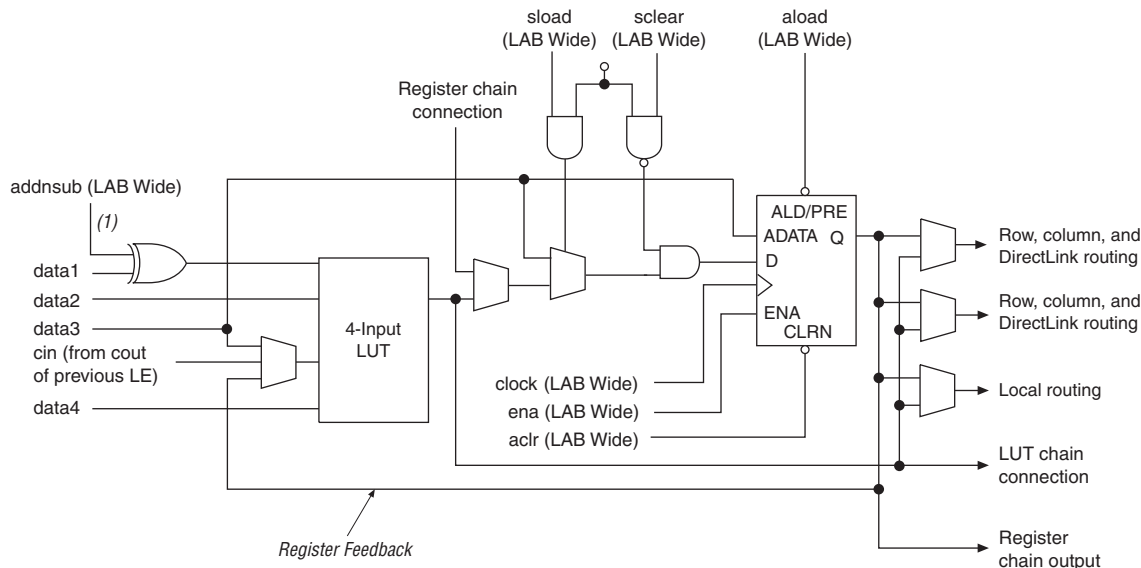 sload
(LAB Wide)
sclear
(LAB Wide)
aload
(LAB Wide)
Register chain
connection
addnsub (LAB Wide)
(1)
data1
data2
data3
cin (from cout
of previous LE)
data4
4-Input
LUT
ALD/PRE
ADATA Q
D
ENA
CLRN
clock (LAB Wide)
ena (LAB Wide)
aclr (LAB Wide)
Row, column, and
DirectLink routing
Row, column, and
DirectLink routing
Local routing
LUT chain
connection
Register
chain output
Register Feedback